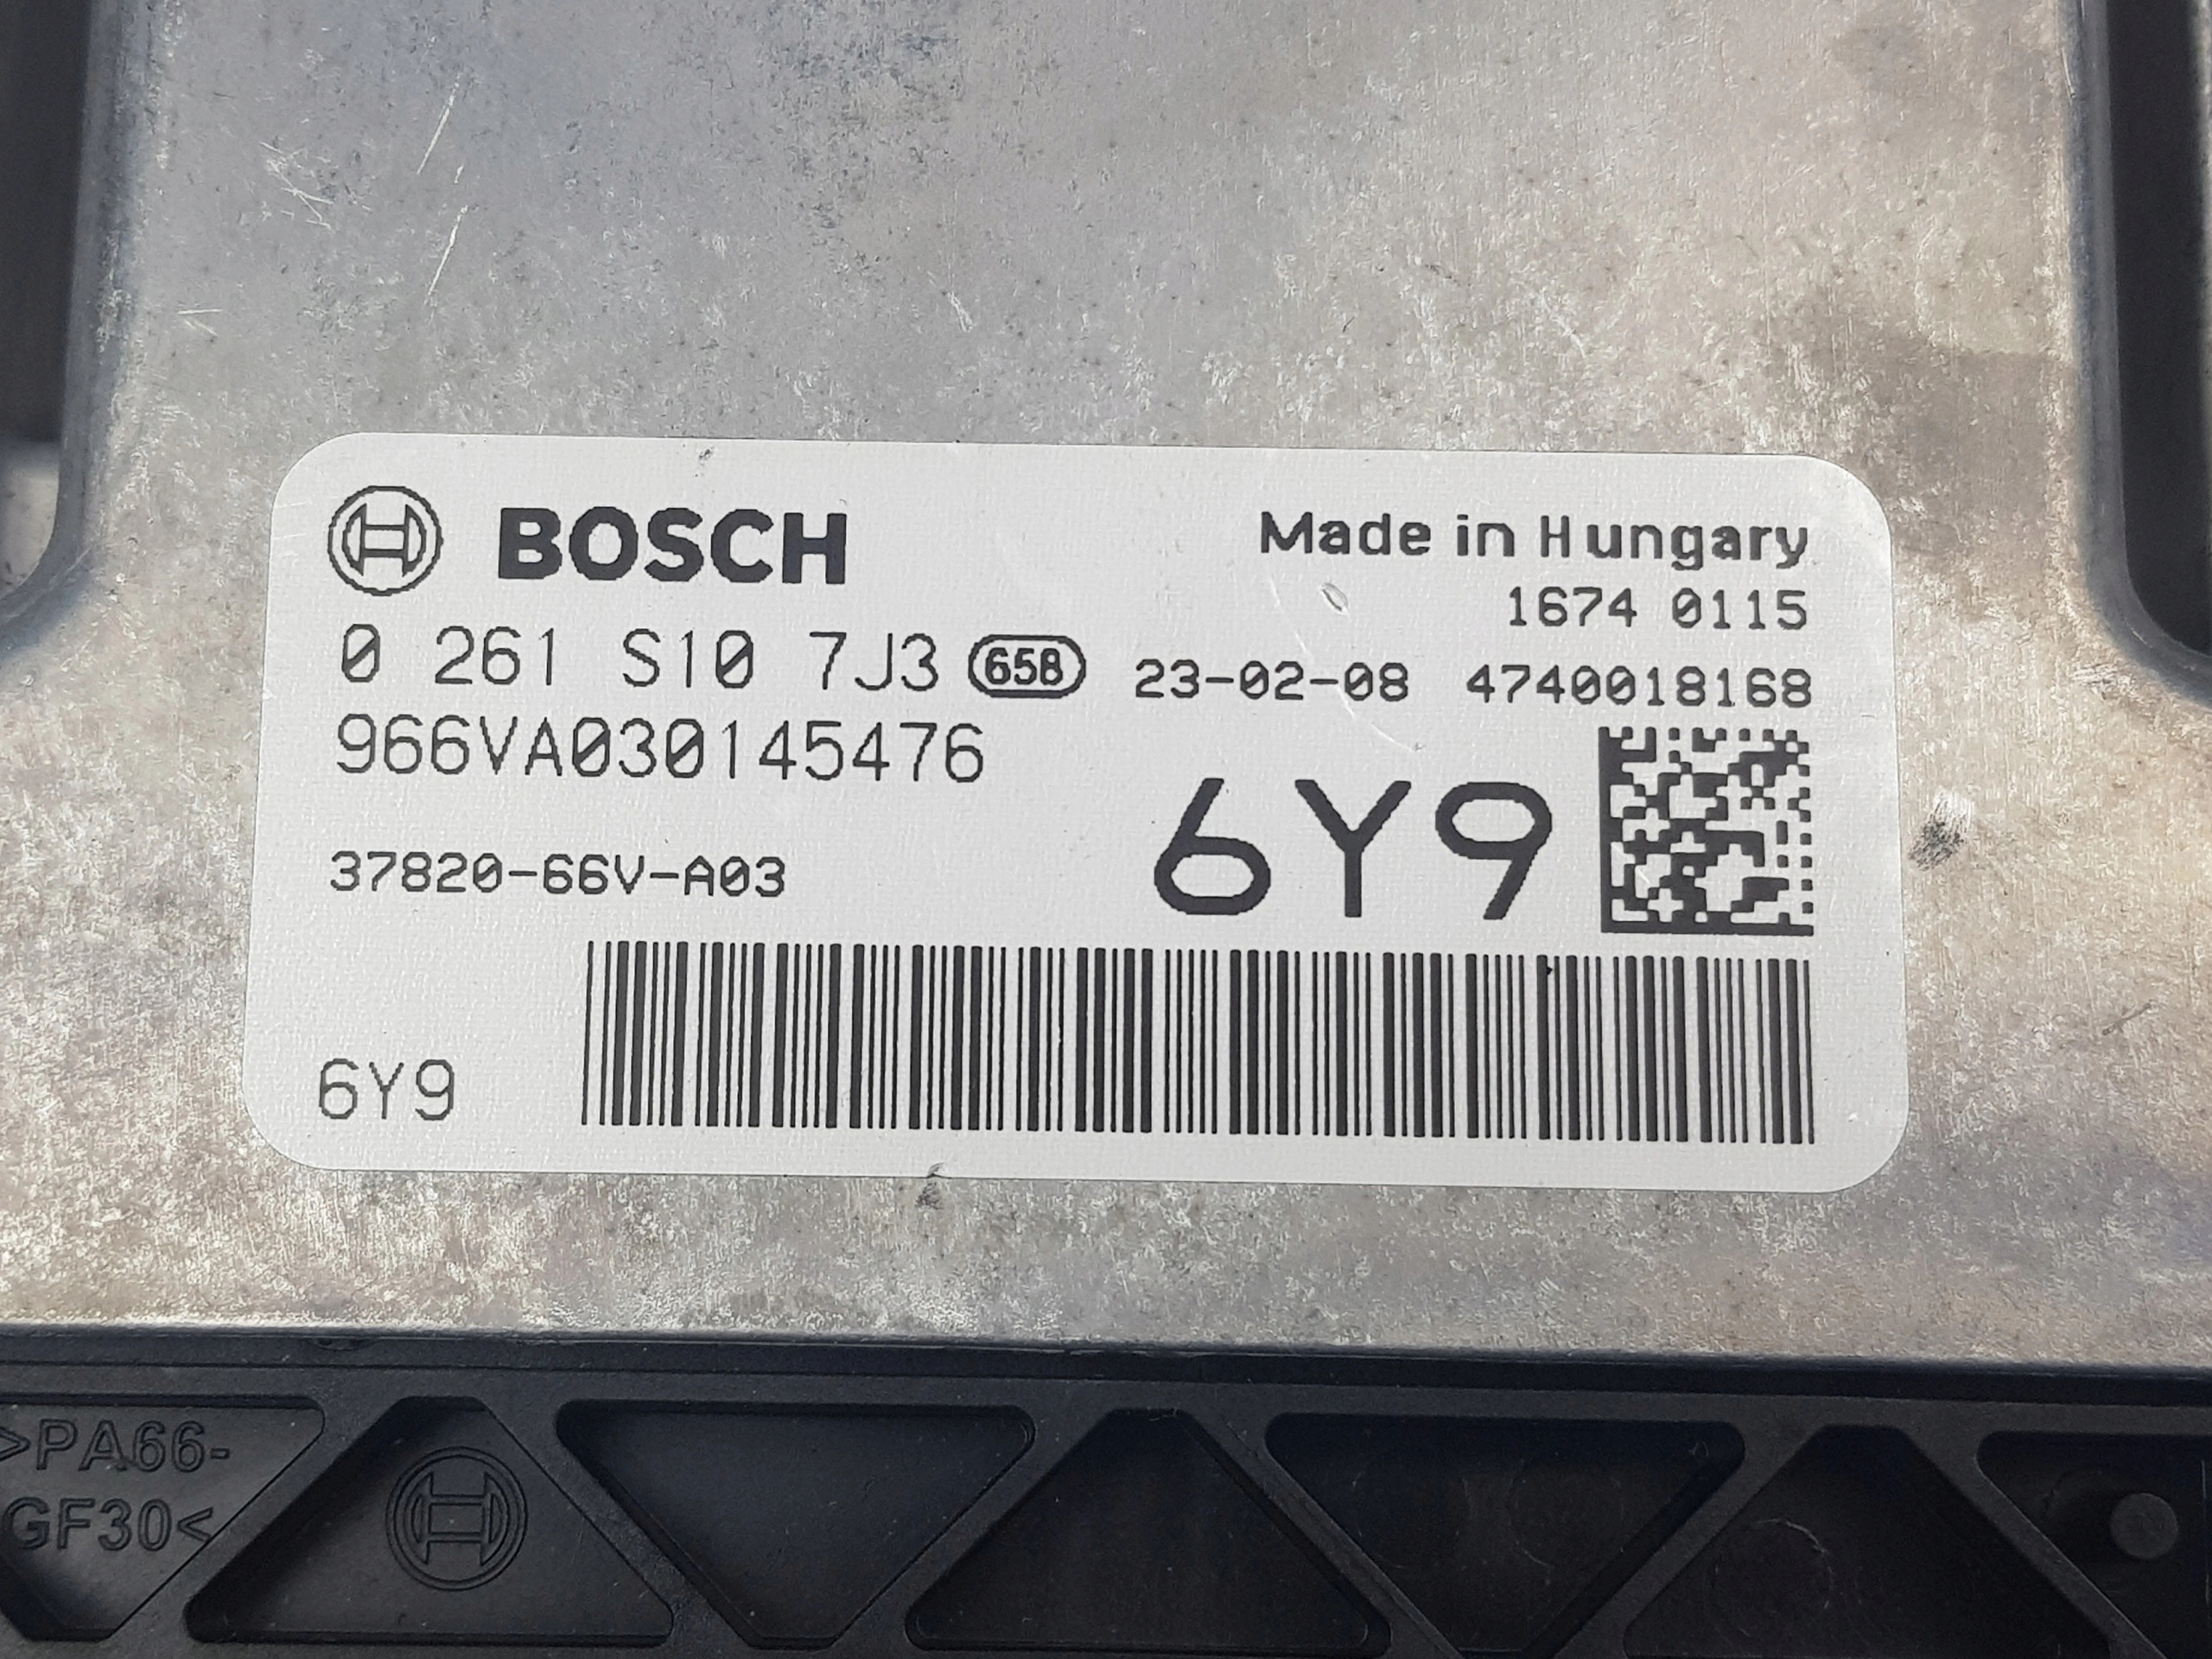 BOSCH
Made in Hungary
1674 0115
0 261 S10 7J3 658 23-02-08 4740018168
966VA030145476
6Y9
37820-66V-A03
6Y9
>PA66-
GF30<